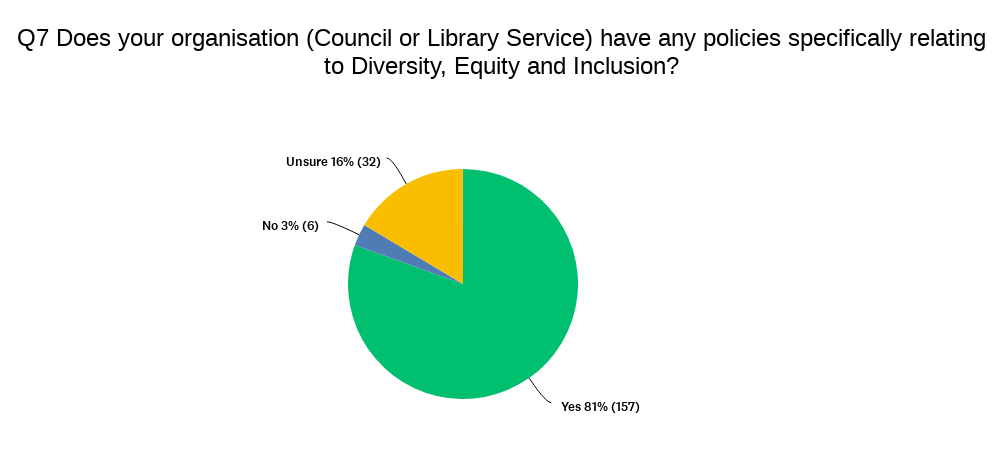 Q7 Does your organisation (Council or Library Service) have any policies specifically relating
to Diversity, Equity and Inclusion?
Unsure 16% (32)
No 3% (6)
Yes 81% (157)